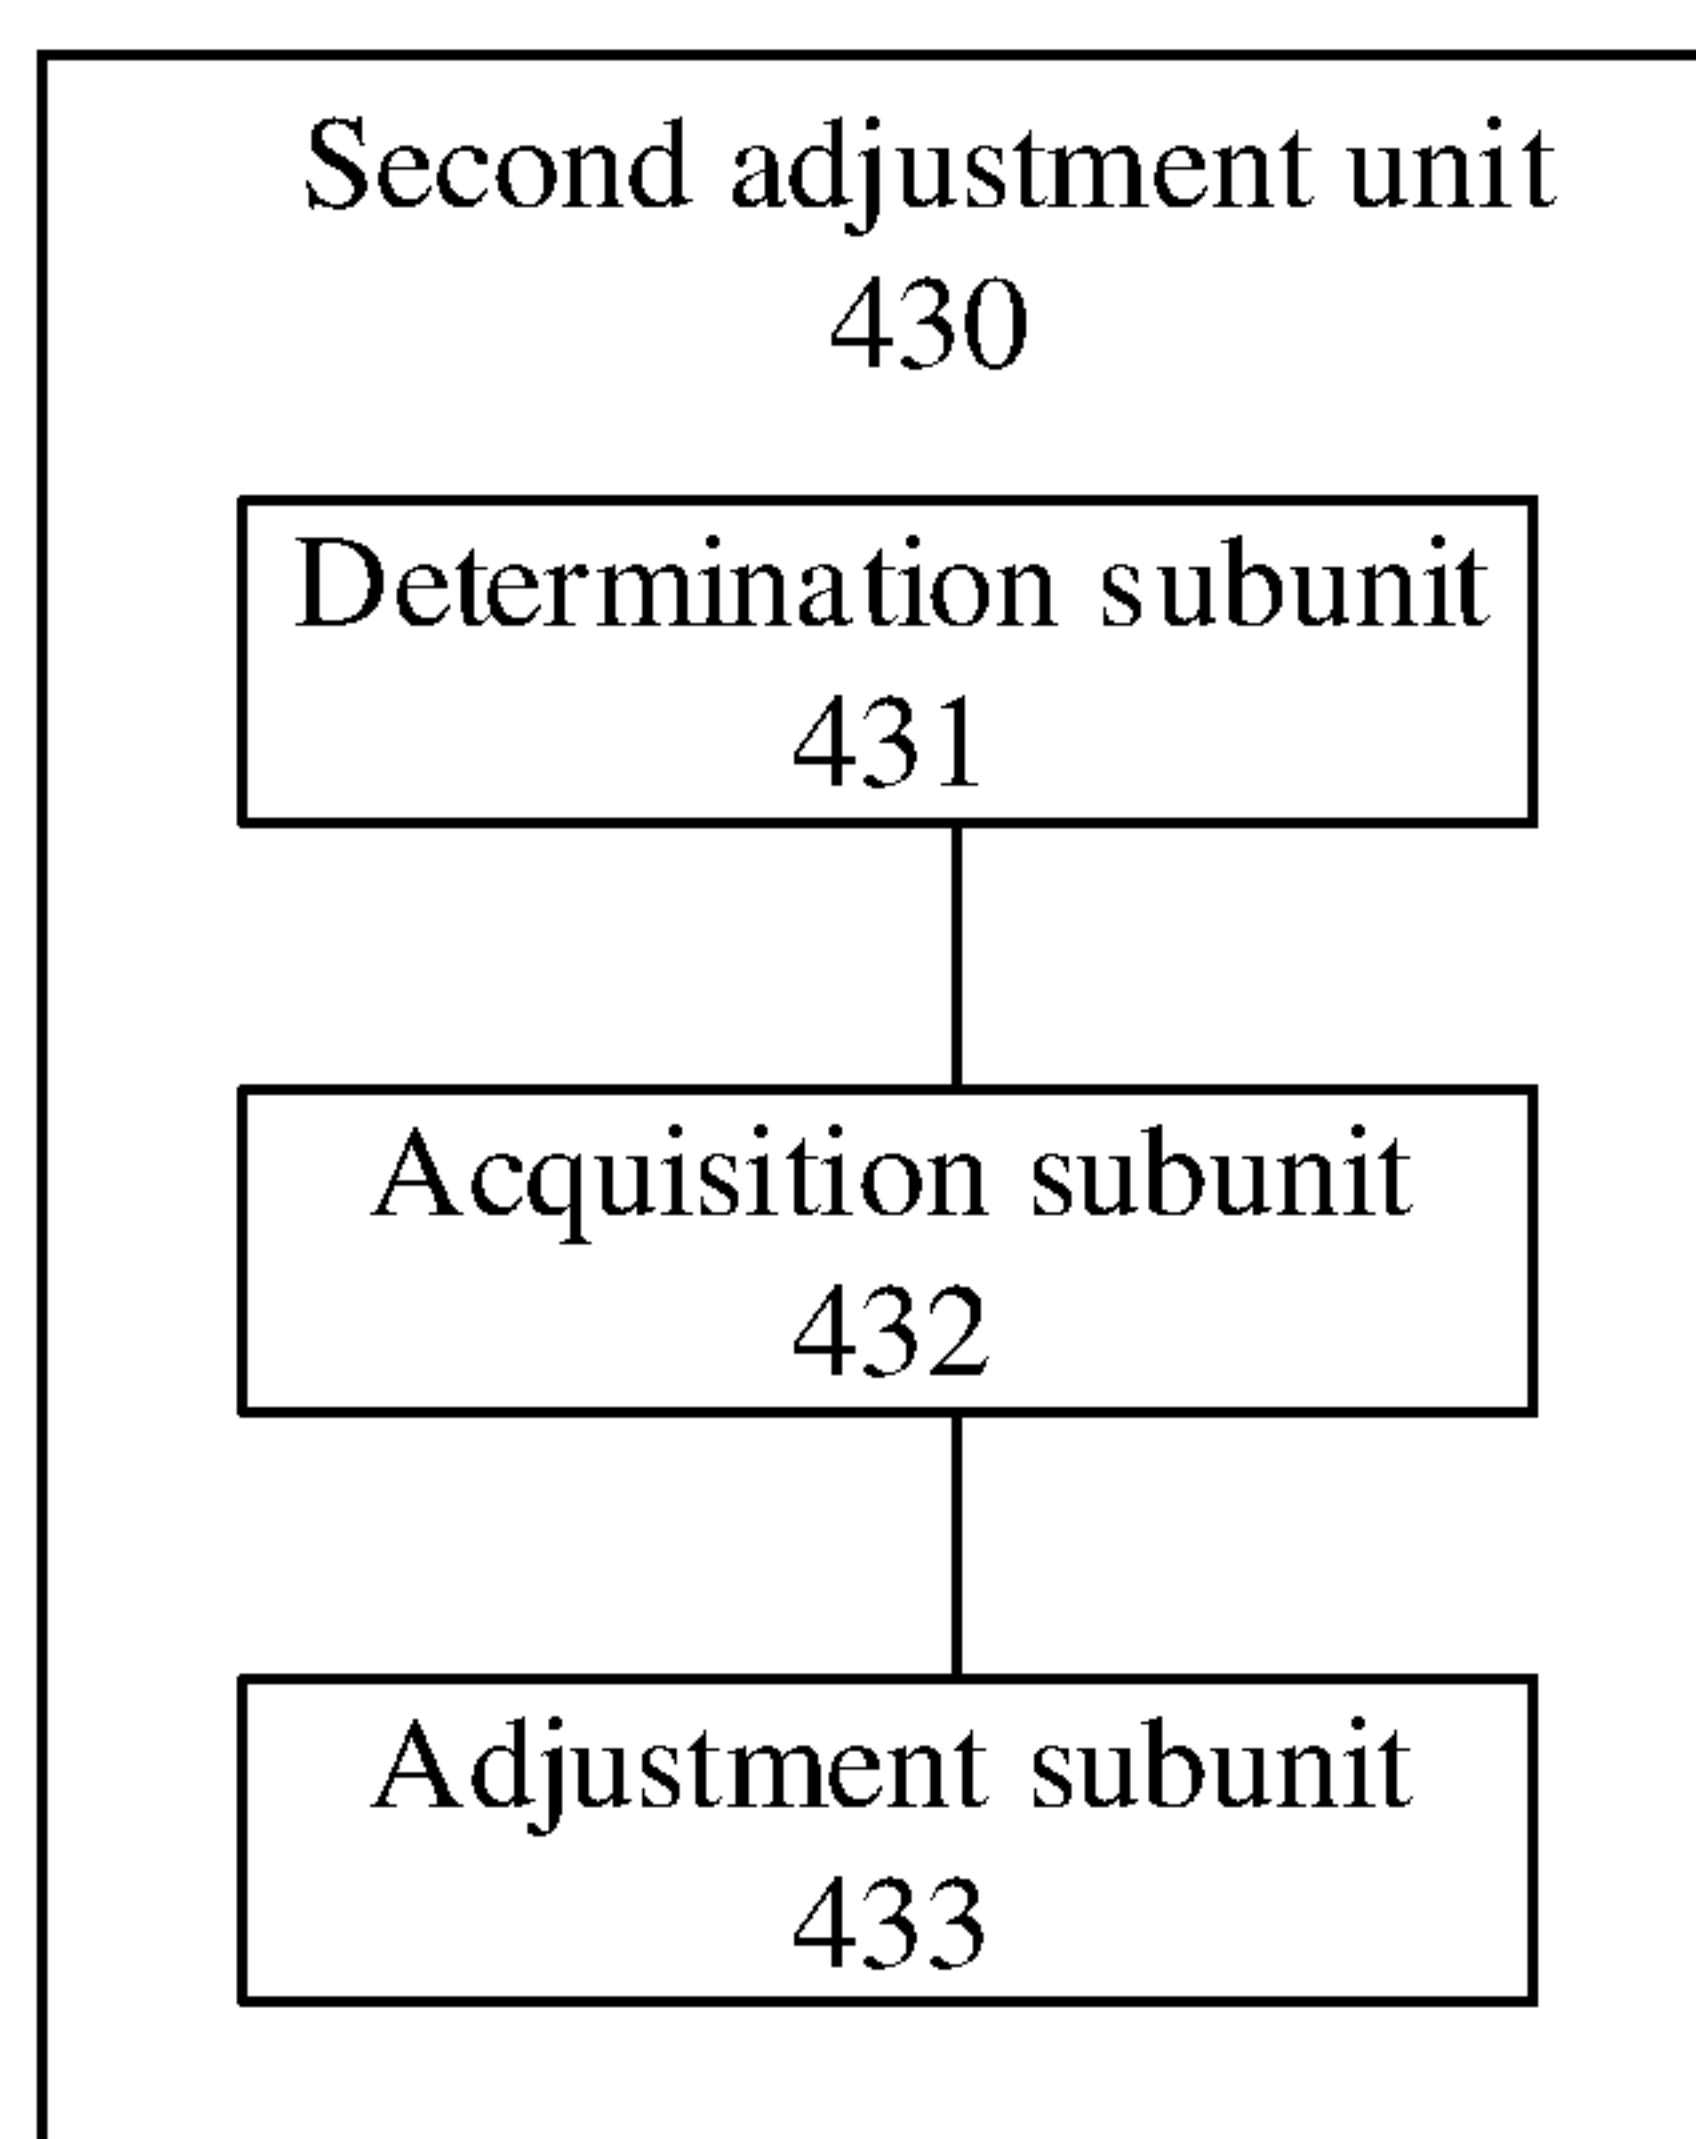 Second adjustment unit
430
Determination subunit
431
Acquisition subunit
432
Adjustment subunit
433